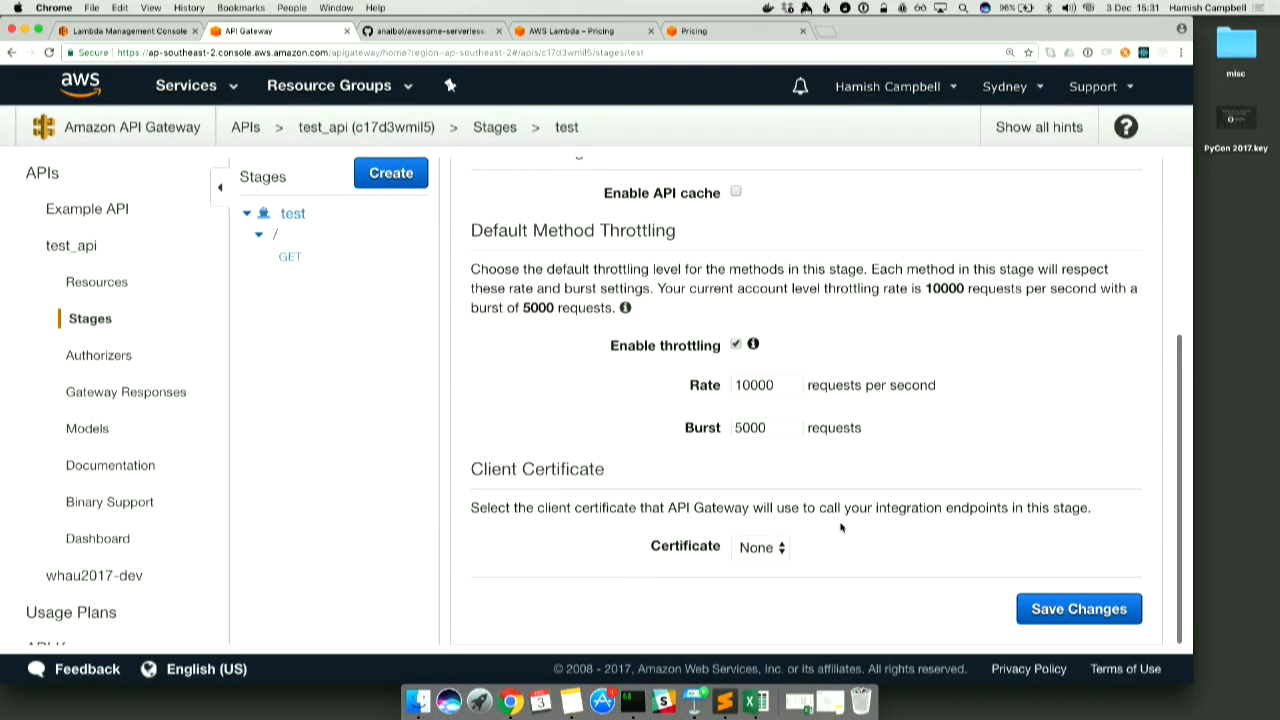 Chrome File Edit View History Bookmarks People Window Help 96% 3 Dec 15:31 Hamish Campbell
Lambda Management Console API Gateway anaibol/awesome-serverless: AWS Lambda – Pricing Pricing
Secure https://ap-southeast-2.console.aws.amazon.com/apigateway/home?region=ap-southeast-2#/apis/c17d3wmil5/stages/test
misc
PyCon 2017.key
aws Services Resource Groups Hamish Campbell Sydney Support
Amazon API Gateway APIs > test_api (c17d3wmil5) > Stages > test Show all hints ?
APIs
Example API
test_api
Resources
Stages
Authorizers
Gateway Responses
Models
Documentation
Binary Support
Dashboard
whau2017-dev
Usage Plans
Stages Create
test
/
GET
Enable API cache
Default Method Throttling
Choose the default throttling level for the methods in this stage. Each method in this stage will respect
these rate and burst settings. Your current account level throttling rate is 10000 requests per second with a
burst of 5000 requests.
Enable throttling
Rate 10000 requests per second
Burst 5000 requests
Client Certificate
Select the client certificate that API Gateway will use to call your integration endpoints in this stage.
Certificate None
Save Changes
Feedback English (US) © 2008 - 2017, Amazon Web Services, Inc. or its affiliates. All rights reserved. Privacy Policy Terms of Use